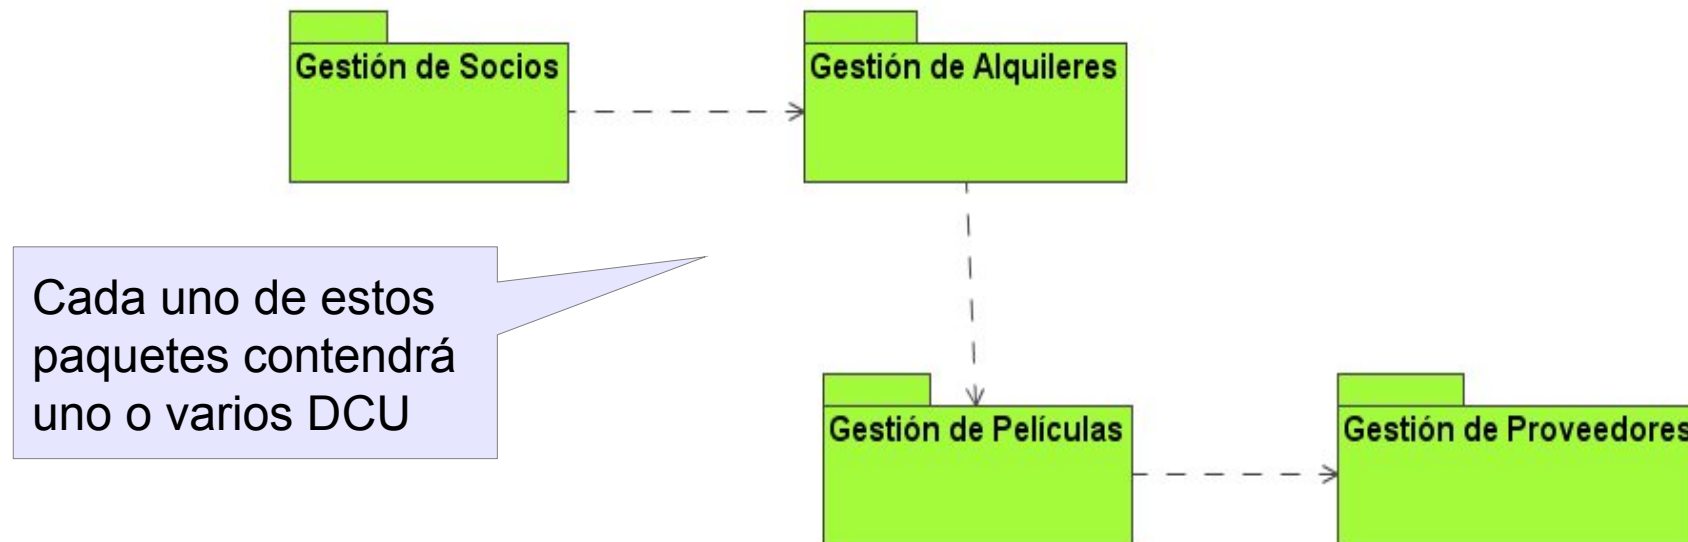 Gestión de Socios
Gestión de Alquileres
Cada uno de estos
paquetes contendrá
uno o varios DCU
Gestión de Películas
Gestión de Proveedores